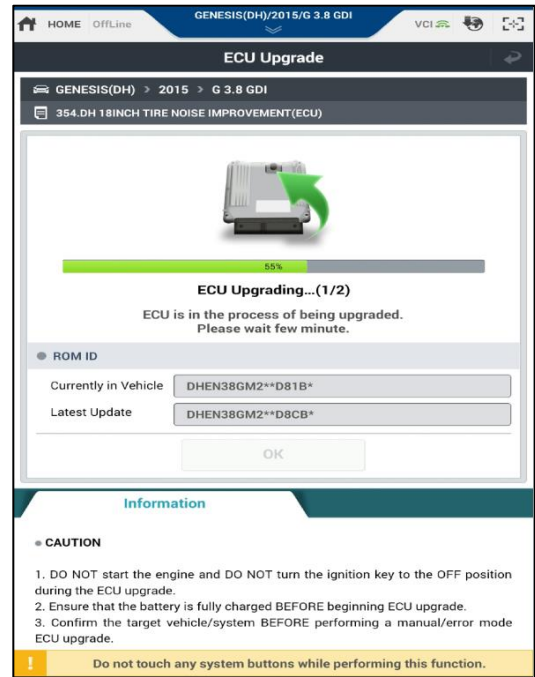 HOME OffLine
GENESIS(DH)/2015/G 3.8 GDI
VCI
ECU Upgrade
GENESIS(DH) > 2015 > G 3.8 GDI
354.DH 18INCH TIRE NOISE IMPROVEMENT(ECU)
55%
ECU Upgrading...(1/2)
ECU is in the process of being upgraded.
Please wait few minute.
ROM ID
Currently in Vehicle DHEN38GM2**D81B*
Latest Update DHEN38GM2**D8CB*
OK
Information
CAUTION
1. DO NOT start the engine and DO NOT turn the ignition key to the OFF position
during the ECU upgrade.
2. Ensure that the battery is fully charged BEFORE beginning ECU upgrade.
3. Confirm the target vehicle/system BEFORE performing a manual/error mode
ECU upgrade.
! Do not touch any system buttons while performing this function.